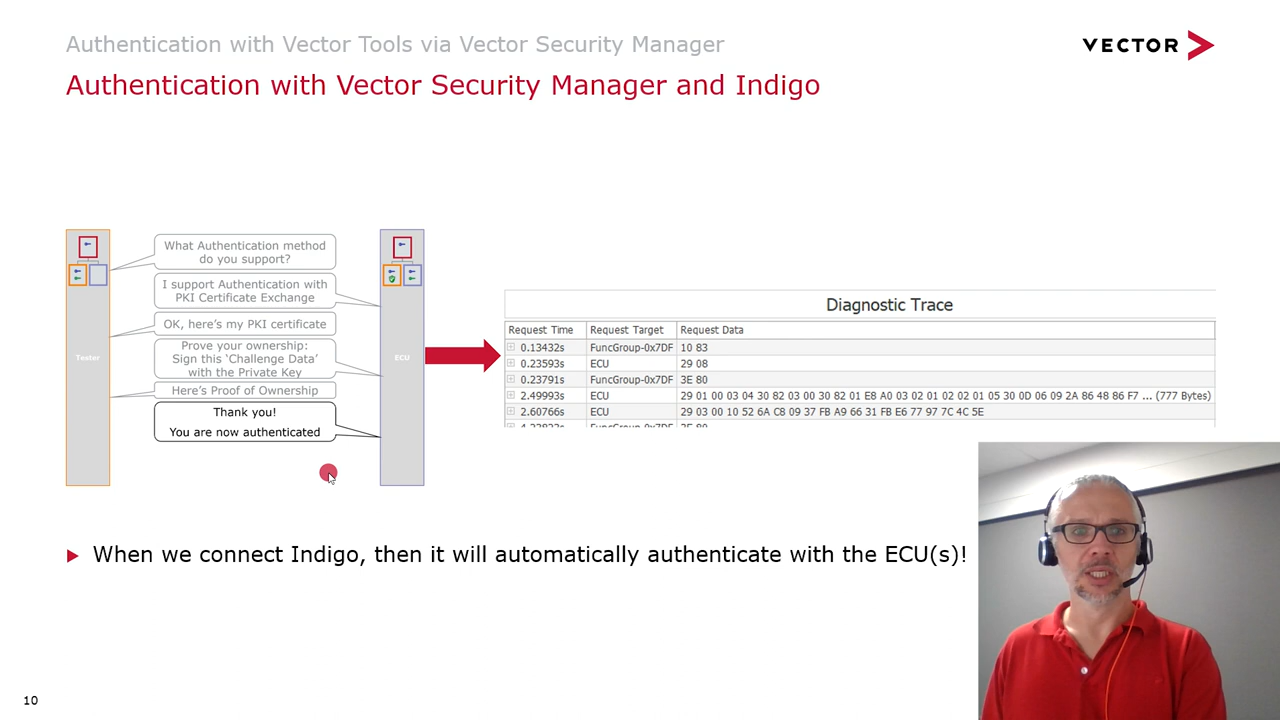 Authentication with Vector Tools via Vector Security Manager
VECTOR
Authentication with Vector Security Manager and Indigo
What Authentication method
do you support?
I support Authentication with
PKI Certificate Exchange
OK, here's my PKI certificate
Tester
Prove your ownership:
Sign this ‘Challenge Data’
with the Private Key
ECU
Here's Proof of Ownership
Thank you!
You are now authenticated
Diagnostic Trace
Request Time Request Target Request Data
0.13432s FuncGroup-0x7DF 10 83
0.23593s ECU 29 08
0.23791s FuncGroup-0x7DF 3E 80
2.49993s ECU 29 01 00 03 04 30 82 03 00 30 82 01 E8 A0 03 02 01 02 02 01 05 30 0D 06 09 2A 86 48 86 F7 ... (777 Bytes)
2.60766s ECU 29 03 00 10 52 6A C8 09 37 FB A9 66 31 FB E6 77 97 7C 4C 5E
When we connect Indigo, then it will automatically authenticate with the ECU(s)!
10